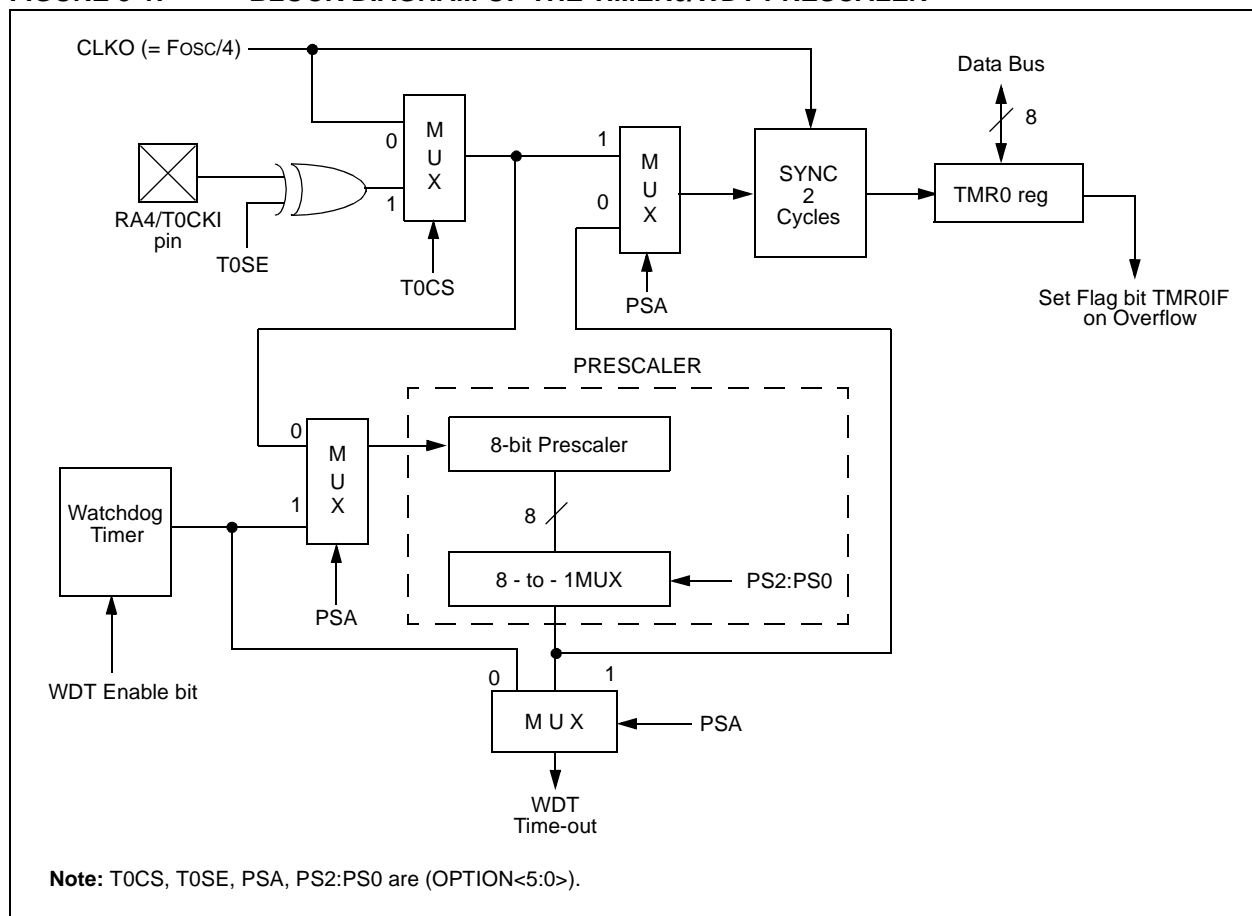 CLKO (= FOSC/4)
Data Bus
8
M
U
X
0
1
M
U
X
1
0
SYNC
2
Cycles
TMR0 reg
RA4/T0CKI
pin
T0SE
T0CS
PSA
Set Flag bit TMR0IF
on Overflow
PRESCALER
0
M
U
X
1
8-bit Prescaler
Watchdog
Timer
8
8 - to - 1MUX
PS2:PS0
PSA
WDT Enable bit
0
1
M U X
PSA
WDT
Time-out
Note: T0CS, T0SE, PSA, PS2:PS0 are (OPTION<5:0>).